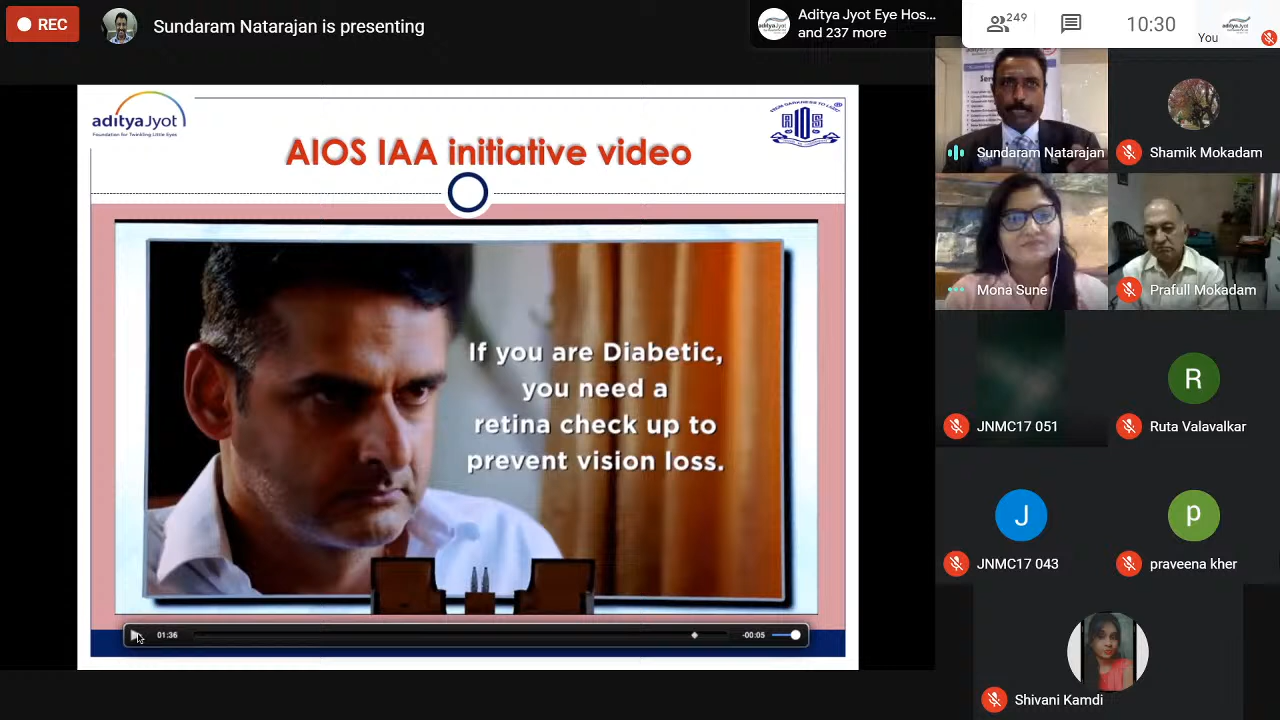 REC
Sundaram Natarajan is presenting
Aditya Jyot Eye Hos...
and 237 more
249
10:30
You
adityaJyot
Foundation for Twinkling Little Eyes
AIOS IAA initiative video
If you are Diabetic,
you need a
retina check up to
prevent vision loss.
01:36
-00:05
Sundaram Natarajan
Shamik Mokadam
Mona Sune
Prafull Mokadam
JNMC17 051
R
Ruta Valavalkar
J
JNMC17 043
p
praveena kher
Shivani Kamdi